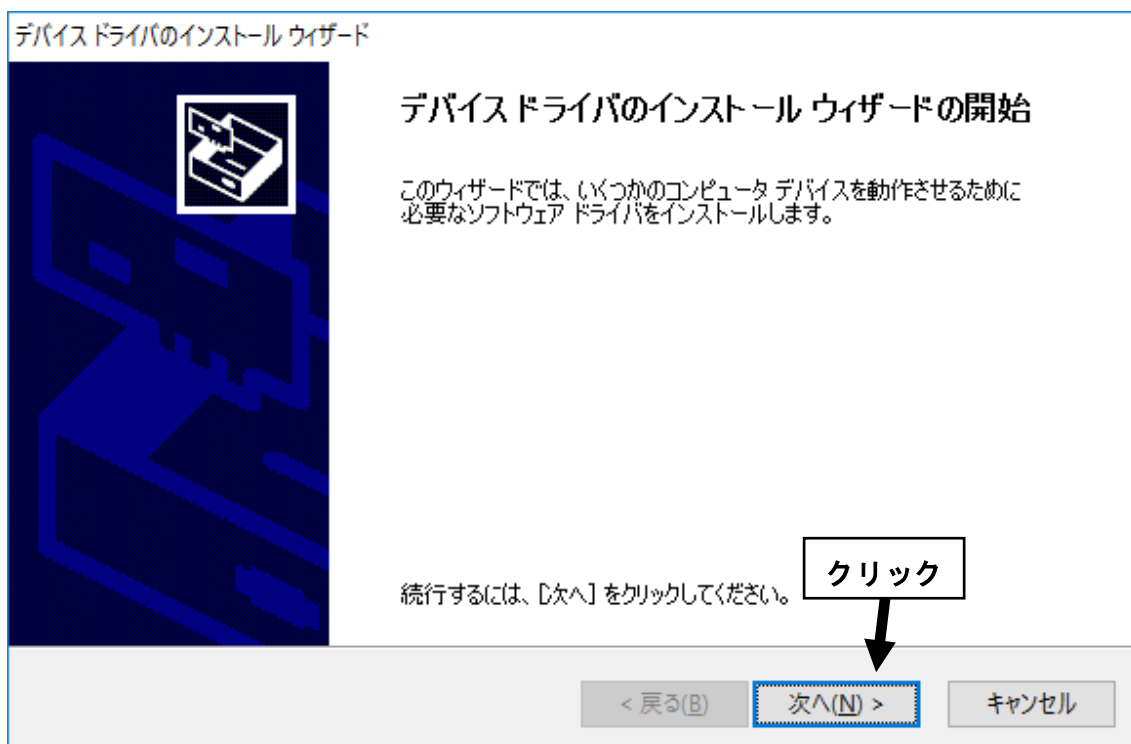 デバイス ドライバのインストール ウィザード
デバイス ドライバのインストール ウィザードの開始
このウィザードでは、いくつかのコンピュータ デバイスを動作させるために
必要なソフトウェア ドライバをインストールします。
クリック
続行するには、[次へ] をクリックしてください。
< 戻る(B)
次へ(N) >
キャンセル